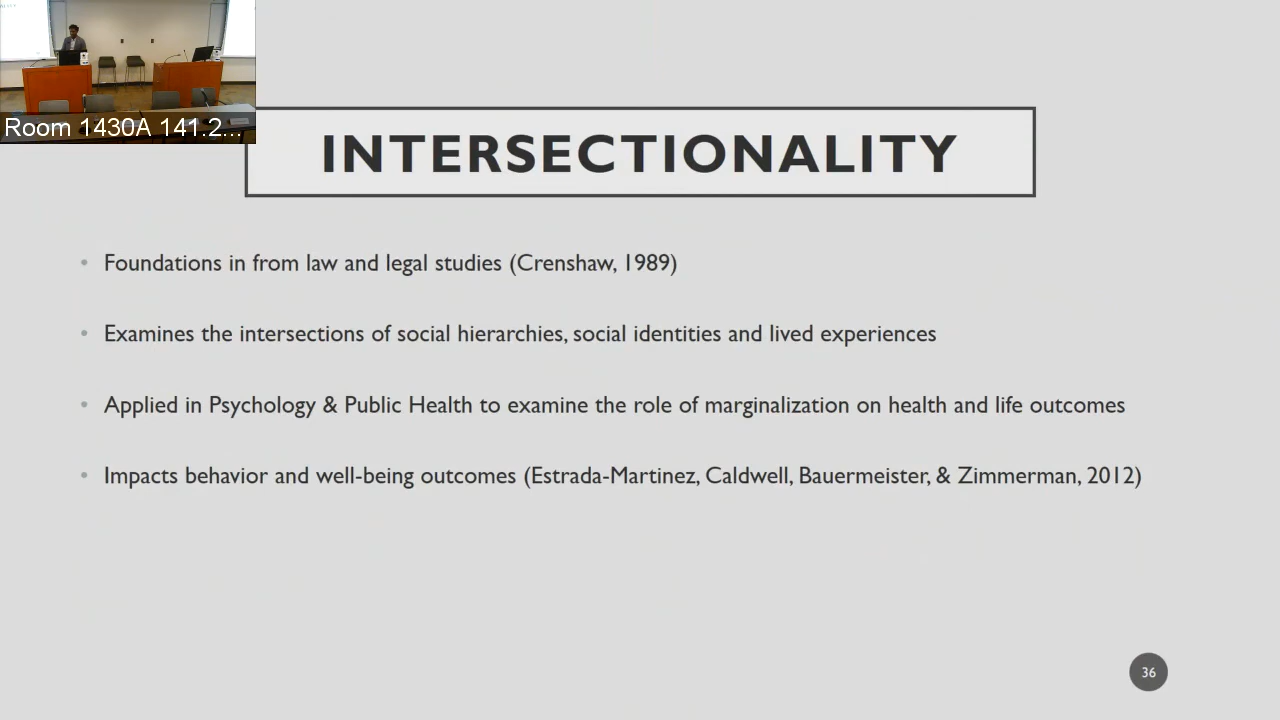 Room 1430A 141.2...
INTERSECTIONALITY
• Foundations in from law and legal studies (Crenshaw, 1989)
• Examines the intersections of social hierarchies, social identities and lived experiences
• Applied in Psychology & Public Health to examine the role of marginalization on health and life outcomes
• Impacts behavior and well-being outcomes (Estrada-Martinez, Caldwell, Bauermeister, & Zimmerman, 2012)
36